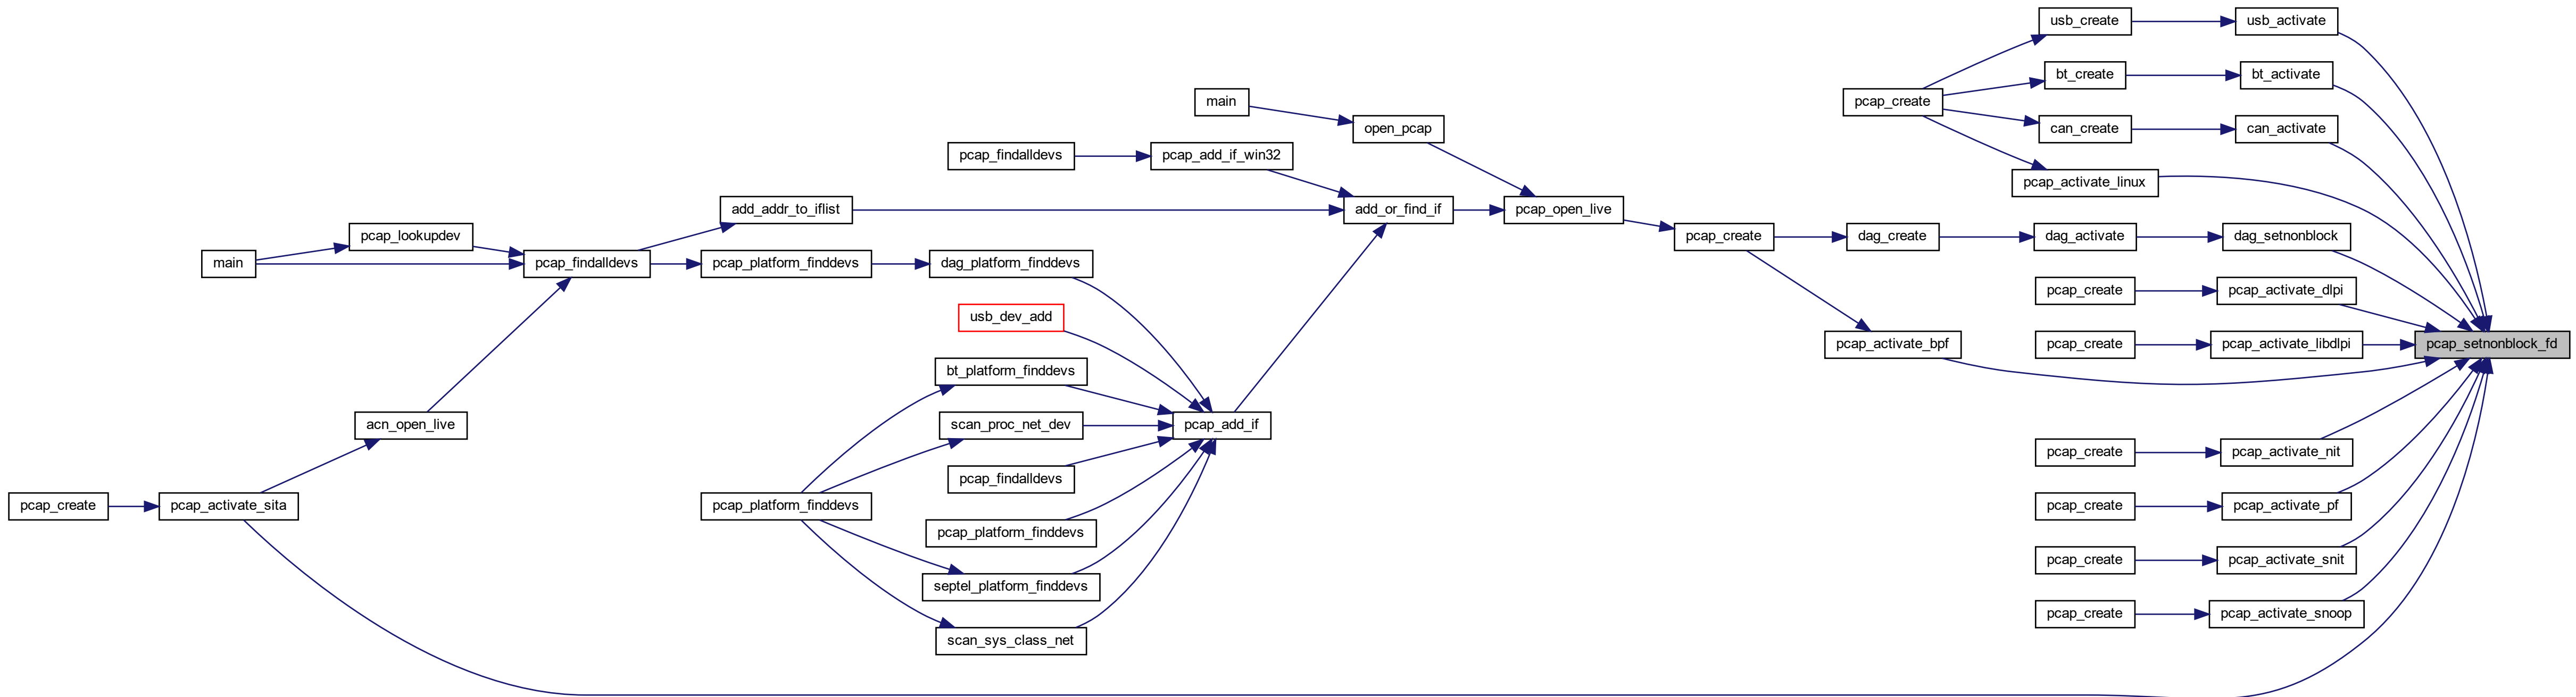 usb_create
usb_activate
bt_create
bt_activate
main
pcap_create
open_pcap
can_create
can_activate
pcap_findalldevs
pcap_add_if_win32
pcap_activate_linux
add_addr_to_iflist
add_or_find_if
pcap_open_live
pcap_lookupdev
pcap_create
dag_create
dag_activate
dag_setnonblock
main
pcap_findalldevs
pcap_platform_finddevs
dag_platform_finddevs
pcap_create
pcap_activate_dlpi
usb_dev_add
pcap_activate_bpf
pcap_create
pcap_activate_libdlpi
pcap_setnonblock_fd
bt_platform_finddevs
acn_open_live
scan_proc_net_dev
pcap_add_if
pcap_create
pcap_activate_nit
pcap_findalldevs
pcap_create
pcap_activate_sita
pcap_platform_finddevs
pcap_create
pcap_activate_pf
pcap_platform_finddevs
pcap_create
pcap_activate_snit
septel_platform_finddevs
pcap_create
pcap_activate_snoop
scan_sys_class_net